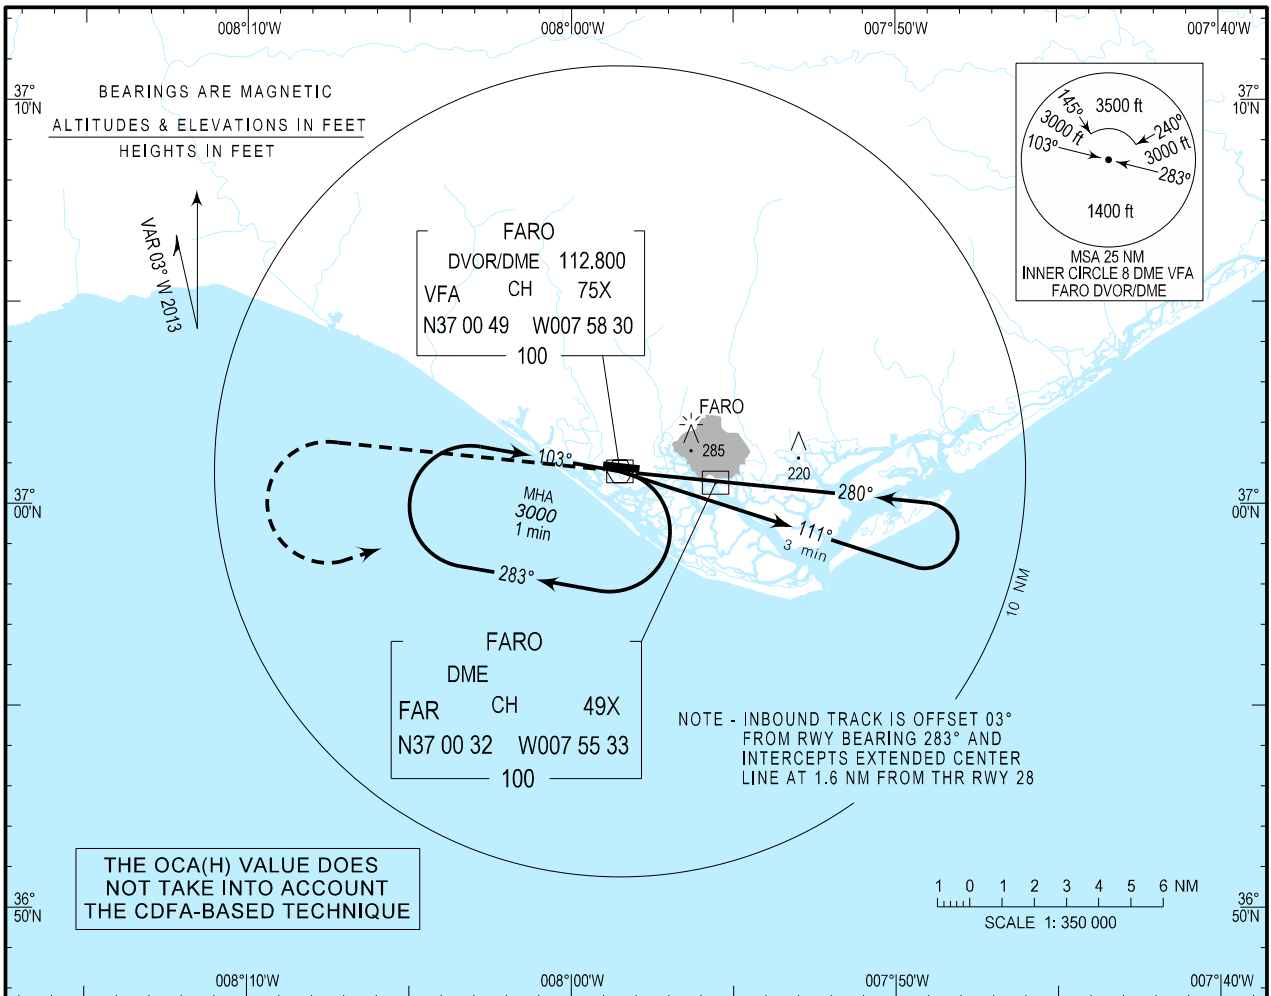 008°10'W
008°00'W
007°50'W
007°40'W
37°
10'N
37°
10'N
BEARINGS ARE MAGNETIC
ALTITUDES & ELEVATIONS IN FEET
HEIGHTS IN FEET
VAR 03° W 2013
145°
3500 ft
240°
3000 ft
3000 ft
103°
283°
1400 ft
MSA 25 NM
INNER CIRCLE 8 DME VFA
FARO DVOR/DME
FARO
DVOR/DME 112.800
VFA CH 75X
N37 00 49 W007 58 30
100
FARO
285
220
103°
MHA
3000
1 min
283°
280°
111°
3 min
37°
00'N
37°
00'N
10 NM
FARO
DME
FAR CH 49X
N37 00 32 W007 55 33
100
NOTE - INBOUND TRACK IS OFFSET 03°
FROM RWY BEARING 283° AND
INTERCEPTS EXTENDED CENTER
LINE AT 1.6 NM FROM THR RWY 28
THE OCA(H) VALUE DOES
NOT TAKE INTO ACCOUNT
THE CDFA-BASED TECHNIQUE
1 0 1 2 3 4 5 6 NM
SCALE 1: 350 000
36°
50'N
36°
50'N
008°10'W
008°00'W
007°50'W
007°40'W